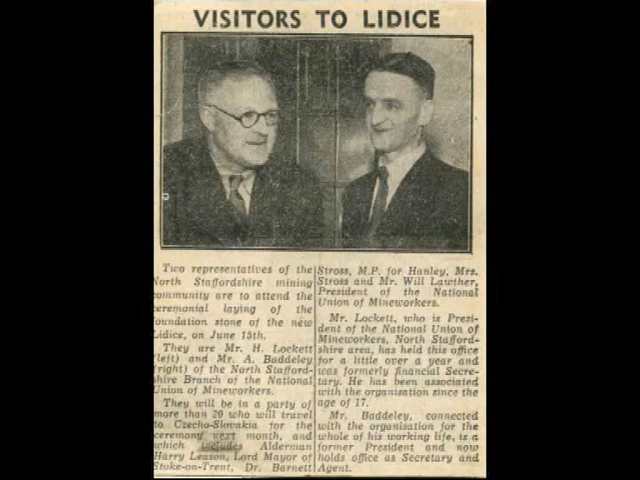 VISITORS TO LIDICE
Two representatives of the
North Staffordshire mining
community are to attend the
ceremonial laying of the
foundation stone of the new
Lidice, on June 15th.
They are Mr. H. Lockett
(left) and Mr. A. Baddeley
(right) of the North Stafford-
shire Branch of the National
Union of Mineworkers.
They will be in a party of
more than 20 who will travel
to Czecho-Slovakia for the
ceremony next month, and
which includes Alderman
Harry Leason, Lord Mayor of
Stoke-on-Trent, Dr. Barnett
Stross, M.P. for Hanley, Mrs.
Stross and Mr. Will Lawther,
President of the National
Union of Mineworkers.
Mr. Lockett, who is Presi-
dent of the National Union of
Mineworkers, North Stafford-
shire area, has held this office
for a little over a year and
was formerly financial Secre-
tary. He has been associated
with the organisation since the
age of 17.
Mr. Baddeley, connected
with the organisation for the
whole of his working life, is a
former President and now
holds office as Secretary and
Agent.